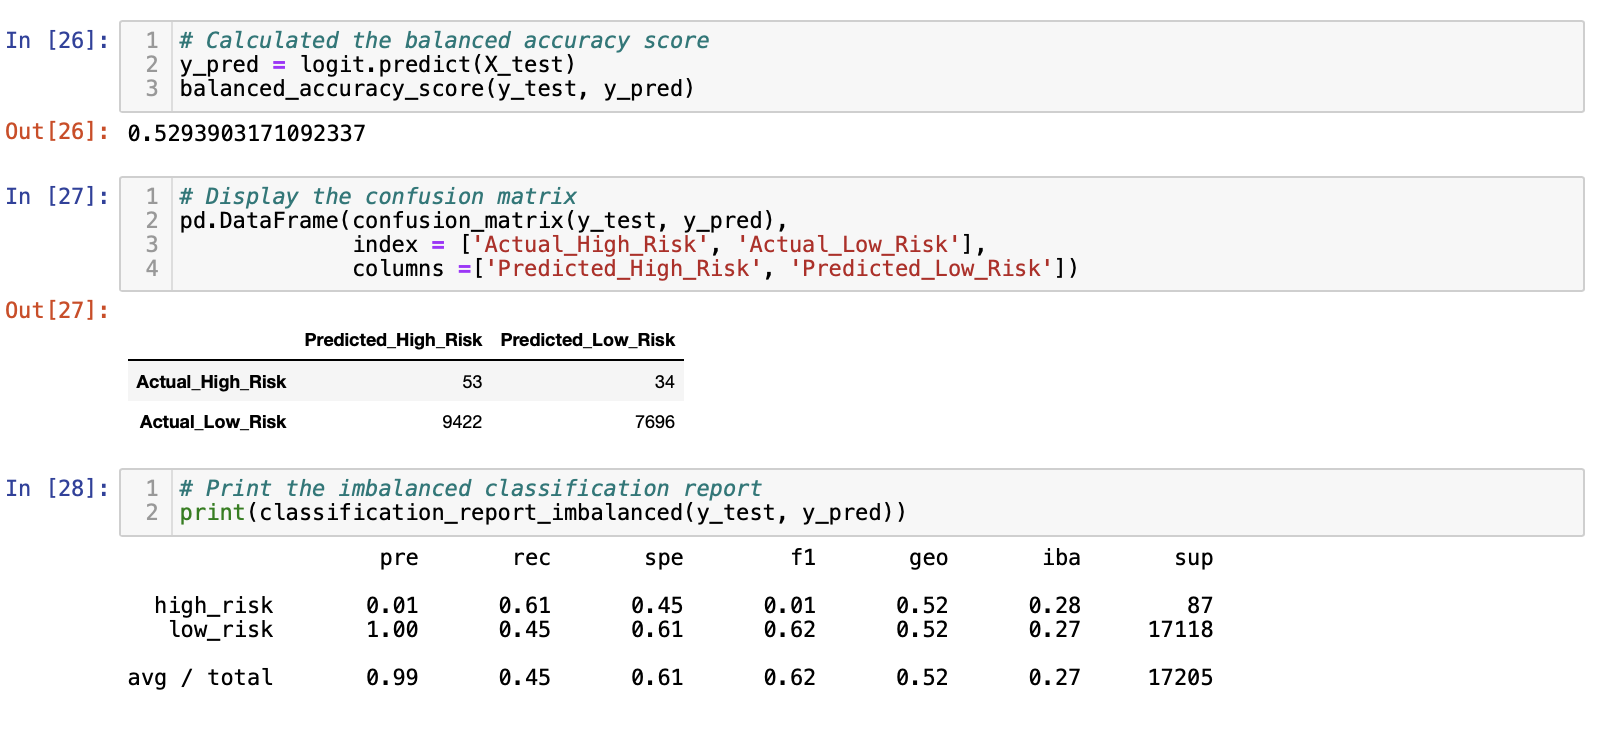 In [26]:
1 # Calculated the balanced accuracy score
2 y_pred = logit.predict(X_test)
3 balanced_accuracy_score(y_test, y_pred)
Out[26]: 0.5293903171092337
In [27]:
1 # Display the confusion matrix
2 pd.DataFrame(confusion_matrix(y_test, y_pred),
3              index = ['Actual_High_Risk', 'Actual_Low_Risk'],
4              columns =['Predicted_High_Risk', 'Predicted_Low_Risk'])
Out[27]:
Predicted_High_Risk Predicted_Low_Risk
Actual_High_Risk 53 34
Actual_Low_Risk 9422 7696
In [28]:
1 # Print the imbalanced classification report
2 print(classification_report_imbalanced(y_test, y_pred))
pre rec spe f1 geo iba sup
high_risk 0.01 0.61 0.45 0.01 0.52 0.28 87
low_risk 1.00 0.45 0.61 0.62 0.52 0.27 17118
avg / total 0.99 0.45 0.61 0.62 0.52 0.27 17205